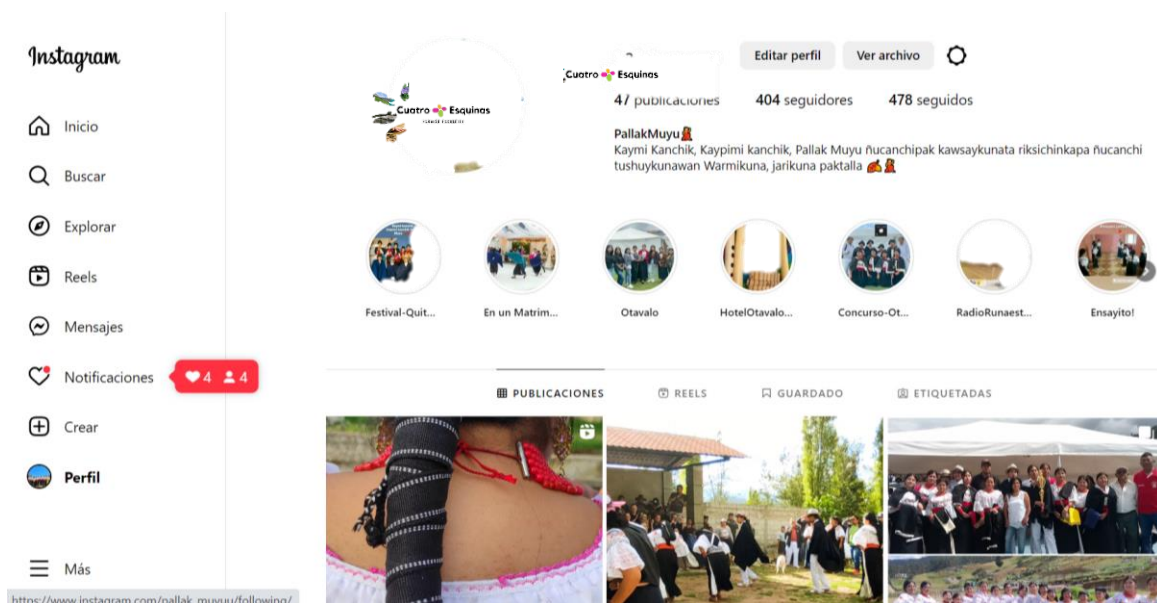 Instagram
Inicio
Buscar
Explorar
Reels
Mensajes
Notificaciones 4 4
Crear
Perfil
Más
Cuatro Esquinas
Cuatro Esquinas
Editar perfil Ver archivo
47 publicaciones 404 seguidores 478 seguidos
PallakMuyu
Kaymi Kanchik, Kaypimi kanchik, Pallak Muyu ñucanchipak kawsaykunata riksichinkapa ñucanchi
tushuykunawan Warmikuna, jarikuna paktalla
Festival-Quit... En un Matrim... Otavalo HotelOtavalo... Concurso-Ot... RadioRunaest... Ensayito!
PUBLICACIONES REELS GUARDADO ETIQUETADAS
https://www.instagram.com/pallak_muyuu/following/